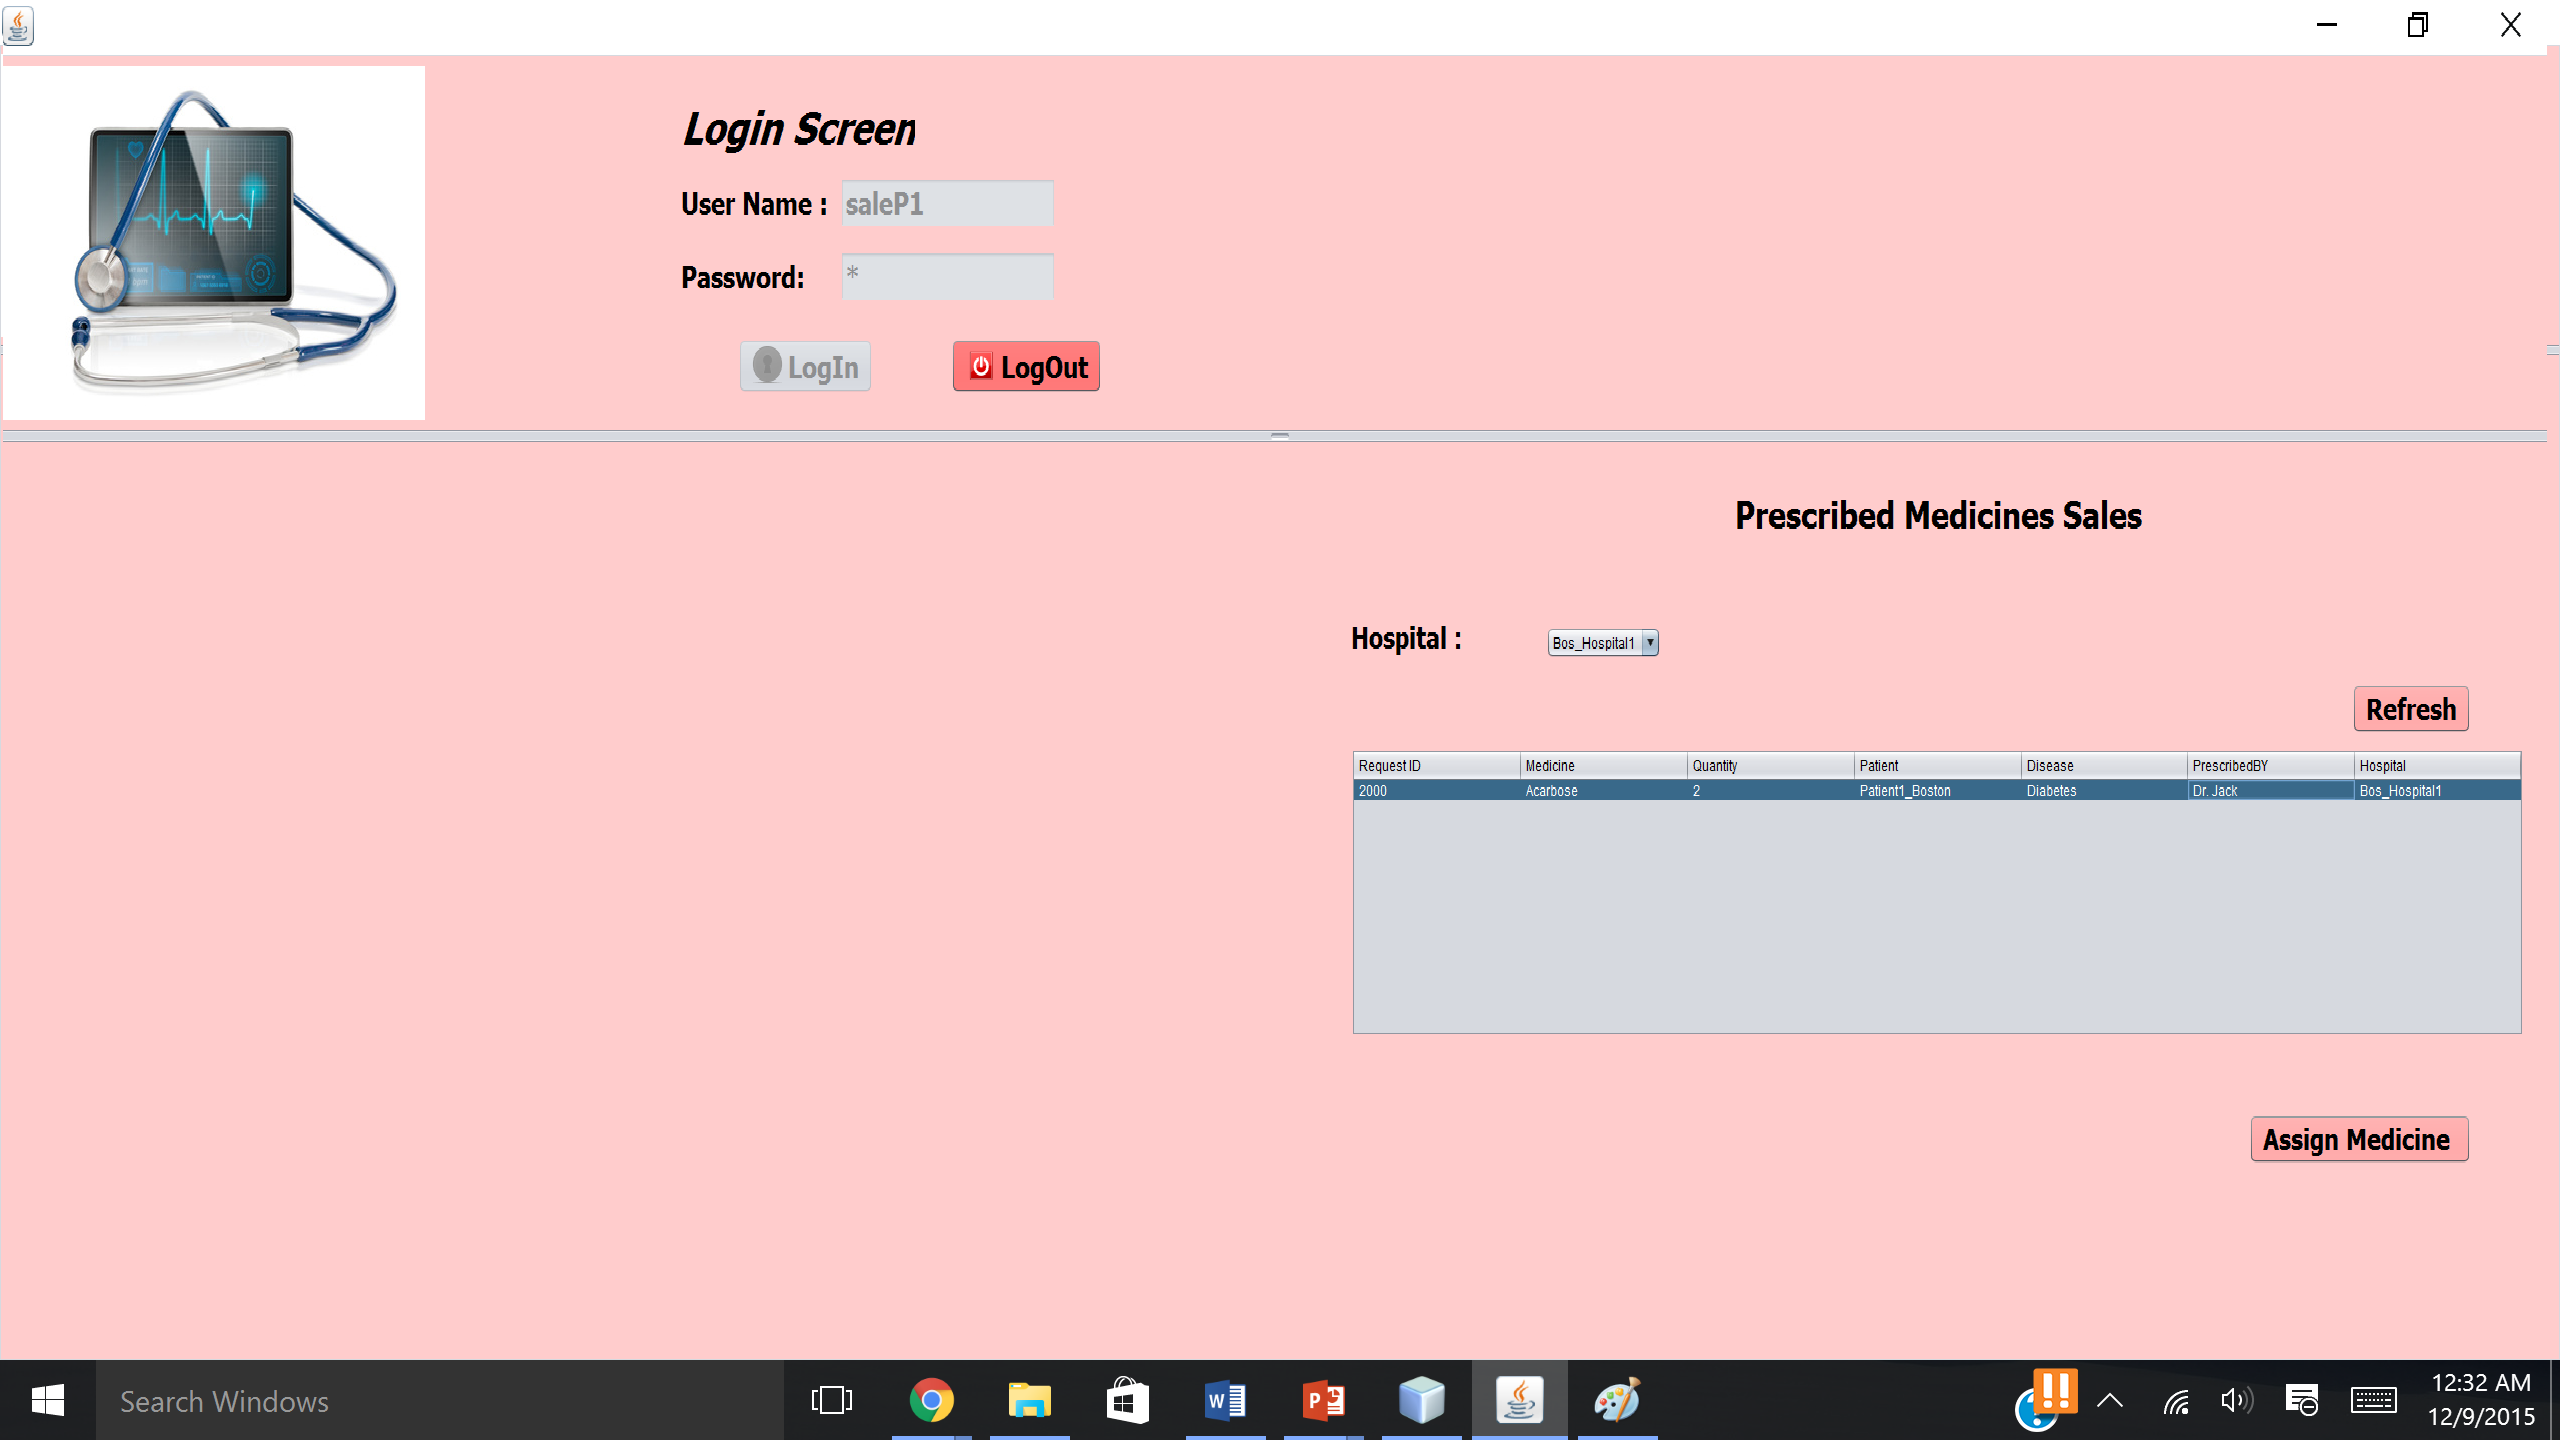 Login Screen
User Name : saleP1
Password: *
LogIn LogOut
Prescribed Medicines Sales
Hospital : Bos_Hospital1
Refresh
Request ID Medicine Quantity Patient Disease PrescribedBY Hospital
2000 Acarbose 2 Patient1_Boston Diabetes Dr. Jack Bos_Hospital1
Assign Medicine
Search Windows
12:32 AM
12/9/2015